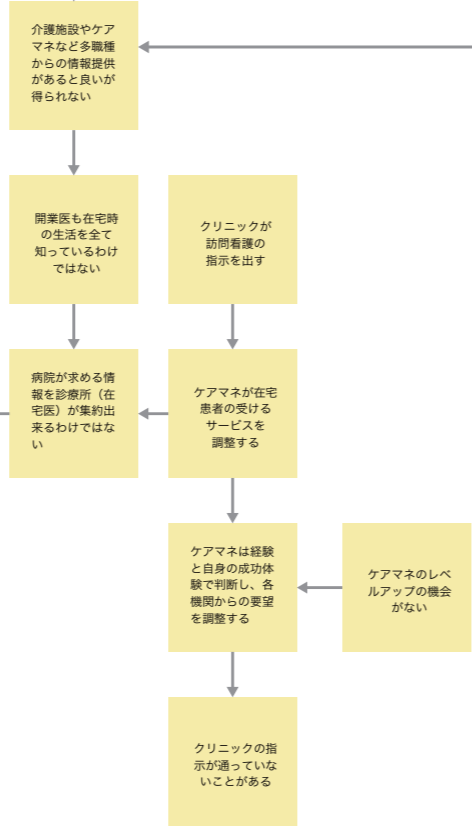 介護施設やケア
マネなど多職種
からの情報提供
があると良いが
得られない
開業医も在宅時
の生活を全て
知っているわけ
ではない
クリニックが
訪問看護の
指示を出す
病院が求める情
報を診療所（在
宅医）が集約出
来るわけではな
い
ケアマネが在宅
患者の受ける
サービスを
調整する
ケアマネは経験
と自身の成功体
験で判断し、各
機関からの要望
を調整する
ケアマネのレベ
ルアップの機会
がない
クリニックの指
示が通っていな
いことがある